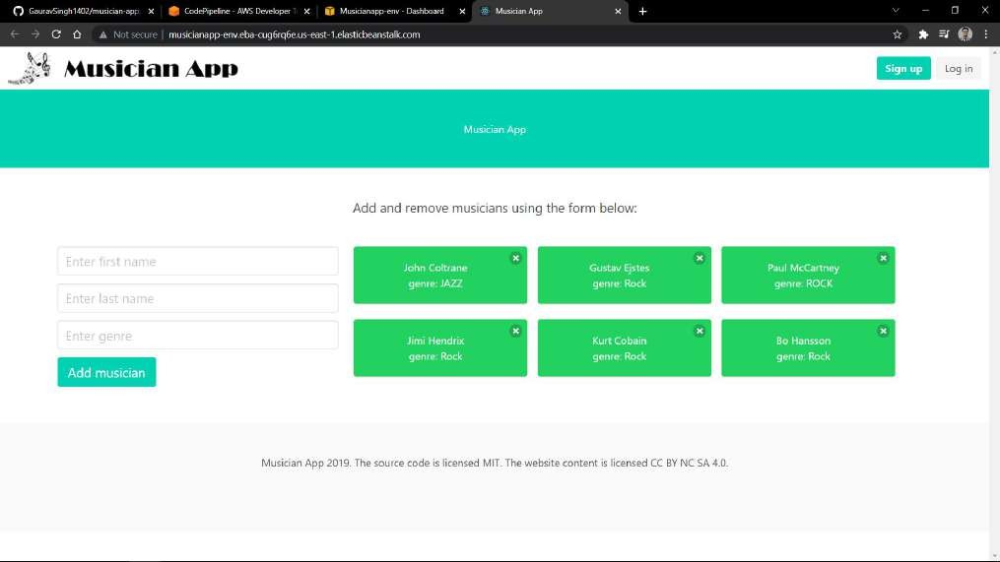 GauravSingh1402/musician-app
CodePipeline - AWS Developer T
Musicianapp-env - Dashboard
Musician App
Not secure
musicianapp-env.eba-cug6rq6e.us-east-1.elasticbeanstalk.com
Musician App
Sign up
Log in
Musician App
Add and remove musicians using the form below:
Enter first name
Enter last name
Enter genre
Add musician
John Coltrane
genre: JAZZ
Gustav Ejstes
genre: Rock
Paul McCartney
genre: ROCK
Jimi Hendrix
genre: Rock
Kurt Cobain
genre: Rock
Bo Hansson
genre: Rock
Musician App 2019. The source code is licensed MIT. The website content is licensed CC BY NC SA 4.0.